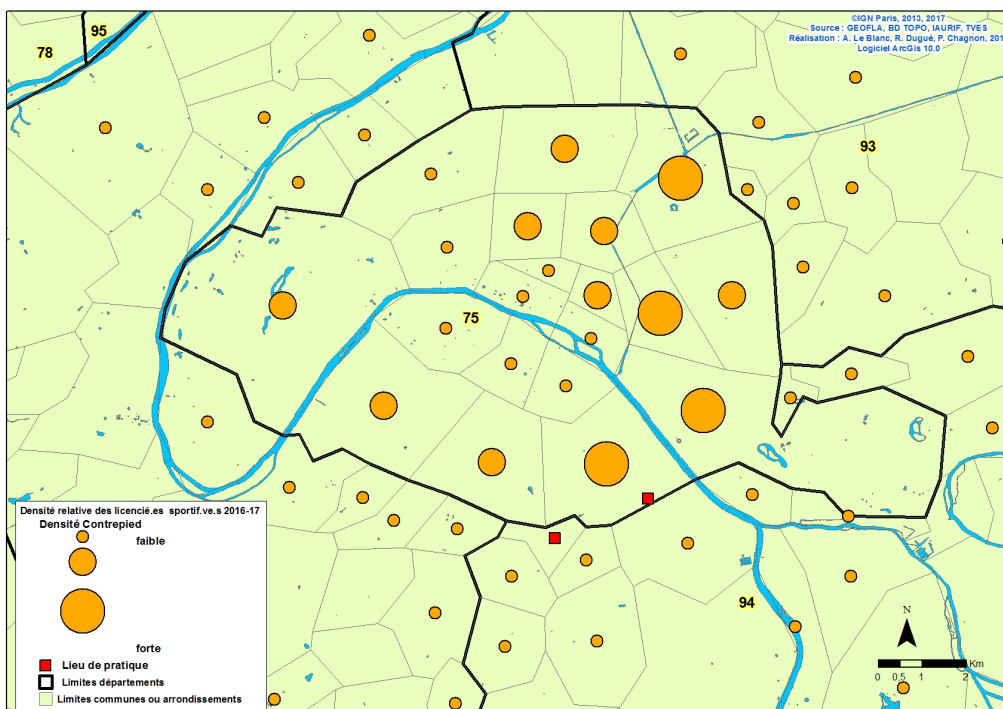 ©IGN Paris, 2013, 2017
Source : GEOFLA, BD TOPO, IAURIF, TVES
Réalisation : A. Le Blanc, R. Dugué, P. Chagnon, 201
Logiciel ArcGis 10.0
95
78
93
75
94
Densité relative des licencié.es sportif.ve.s 2016-17
Densité Contrepied
faible
forte
Lieu de pratique
Limites départements
Limites communes ou arrondissements
N
0 0.5 1 2 Km